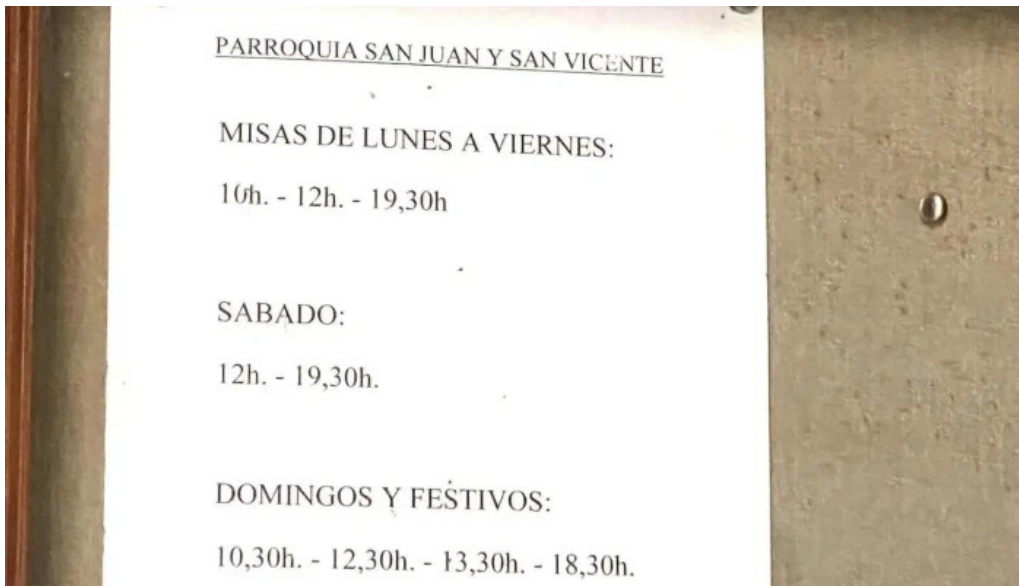 PARROQUIA SAN JUAN Y SAN VICENTE
MISAS DE LUNES A VIERNES:
10h. - 12h. - 19,30h
SABADO:
12h. - 19,30h.
DOMINGOS Y FESTIVOS:
10,30h. - 12,30h. - 13,30h. - 18,30h.